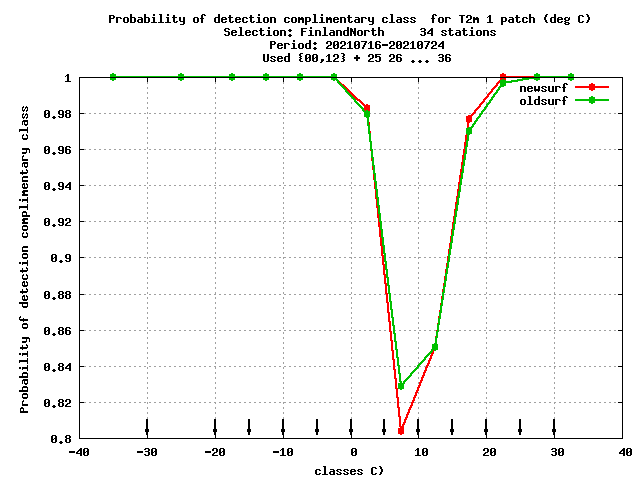 Probability of detection complimentary class  for T2m 1 patch (deg C)
Selection: FinlandNorth     34 stations
Period: 20210716-20210724
Used {00,12} + 25 26 ... 36
newsurf
oldsurf
Probability of detection complimentary class
1
0.98
0.96
0.94
0.92
0.9
0.88
0.86
0.84
0.82
0.8
-40 -30 -20 -10 0 10 20 30 40
classes C)